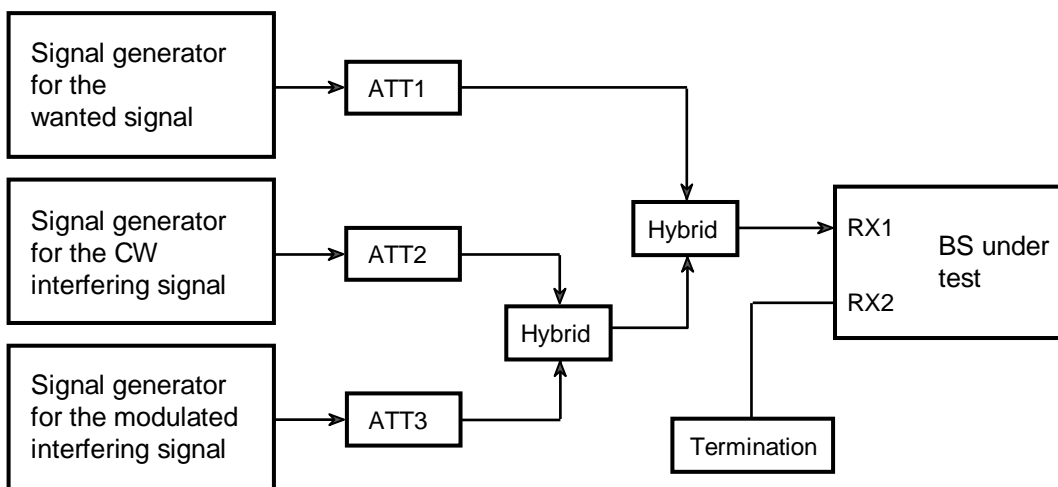 Signal generator
for the
wanted signal
ATT1
Signal generator
for the CW
interfering signal
ATT2
Signal generator
for the modulated
interfering signal
ATT3
Hybrid
Hybrid
RX1
RX2
BS under
test
Termination